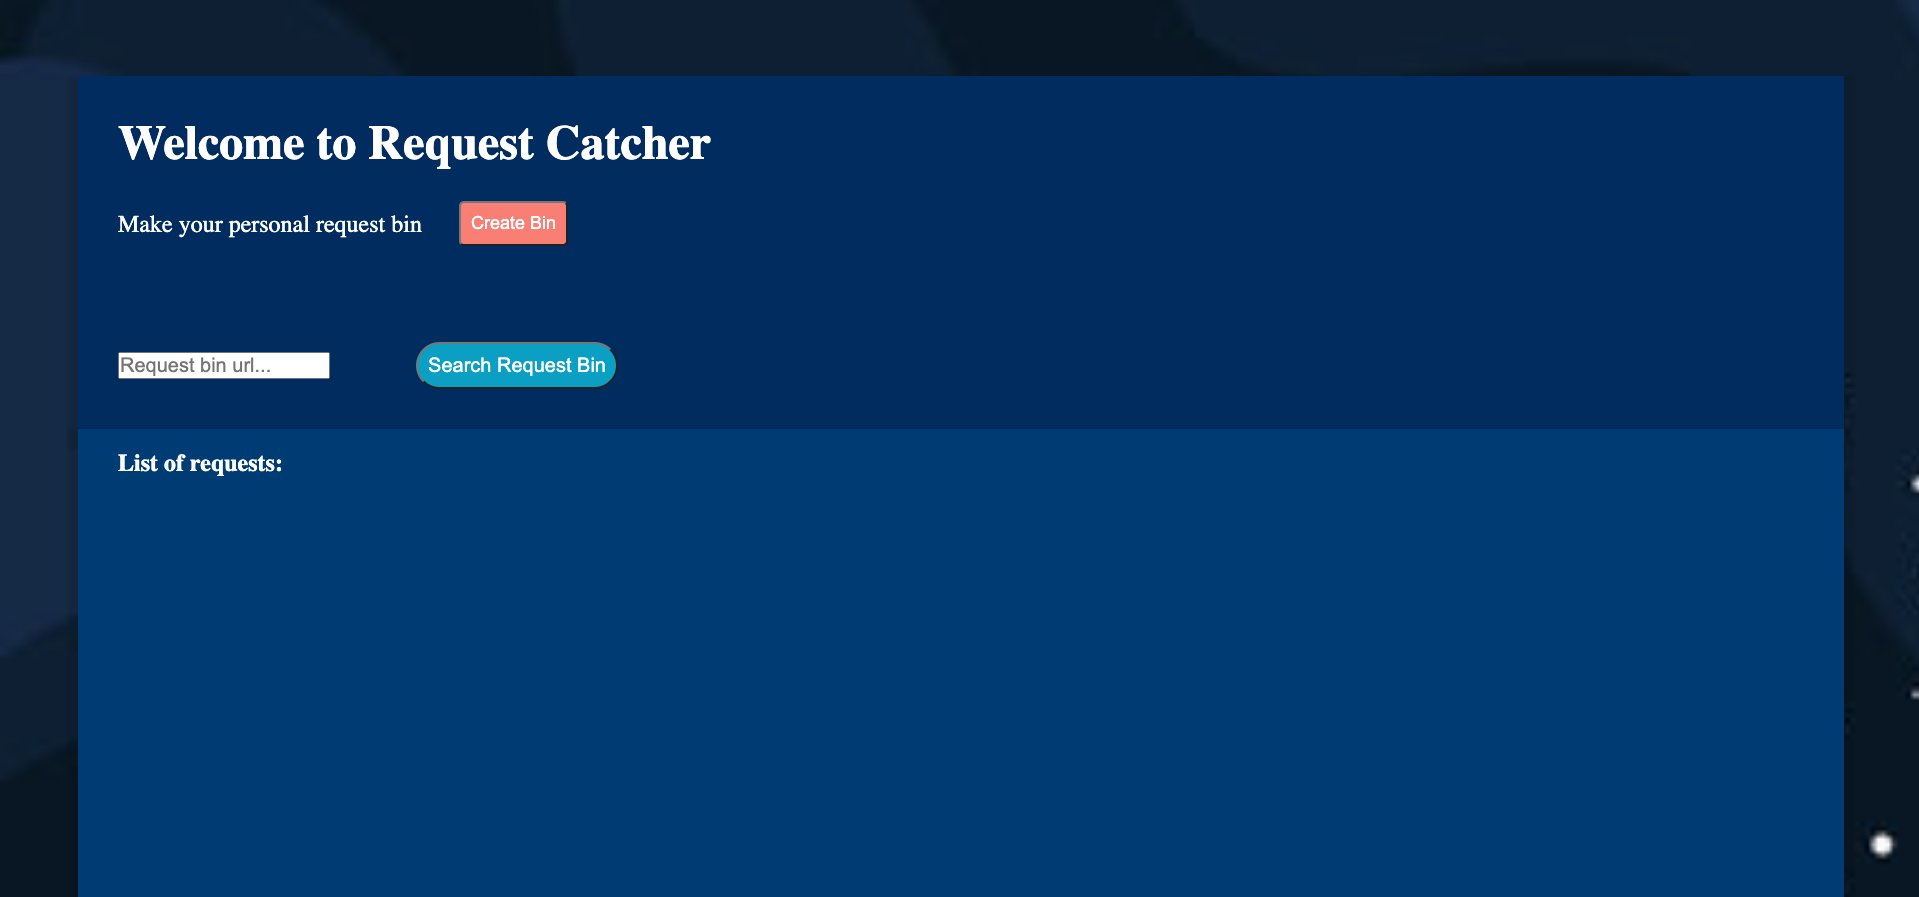 Welcome to Request Catcher
Make your personal request bin
Create Bin
Request bin url...
Search Request Bin
List of requests: